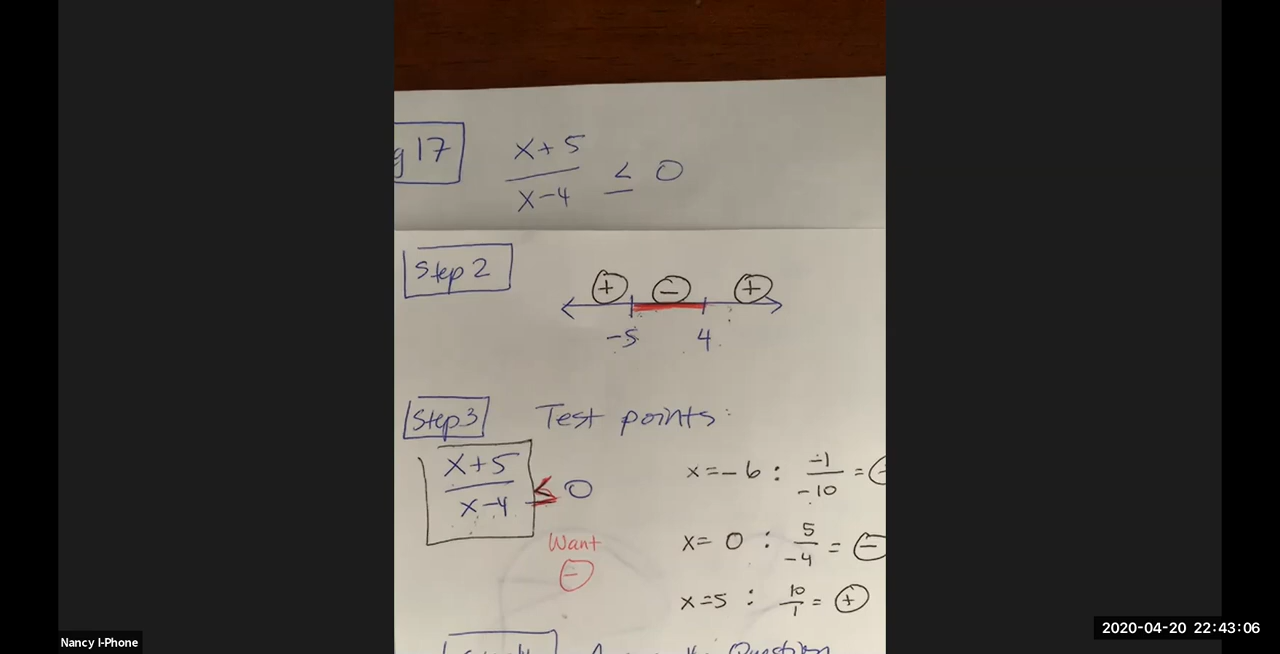 g 17
x+5
x-4
≤ 0
Step 2
+ - +
-5 4
Step 3 Test points:
x+5
x-4
≤ 0
Want
-
x=-6 : -1/-10 =
x= 0 : 5/-4 = -
x=5 : 10/1 = +
Question
Nancy I-Phone
2020-04-20 22:43:06